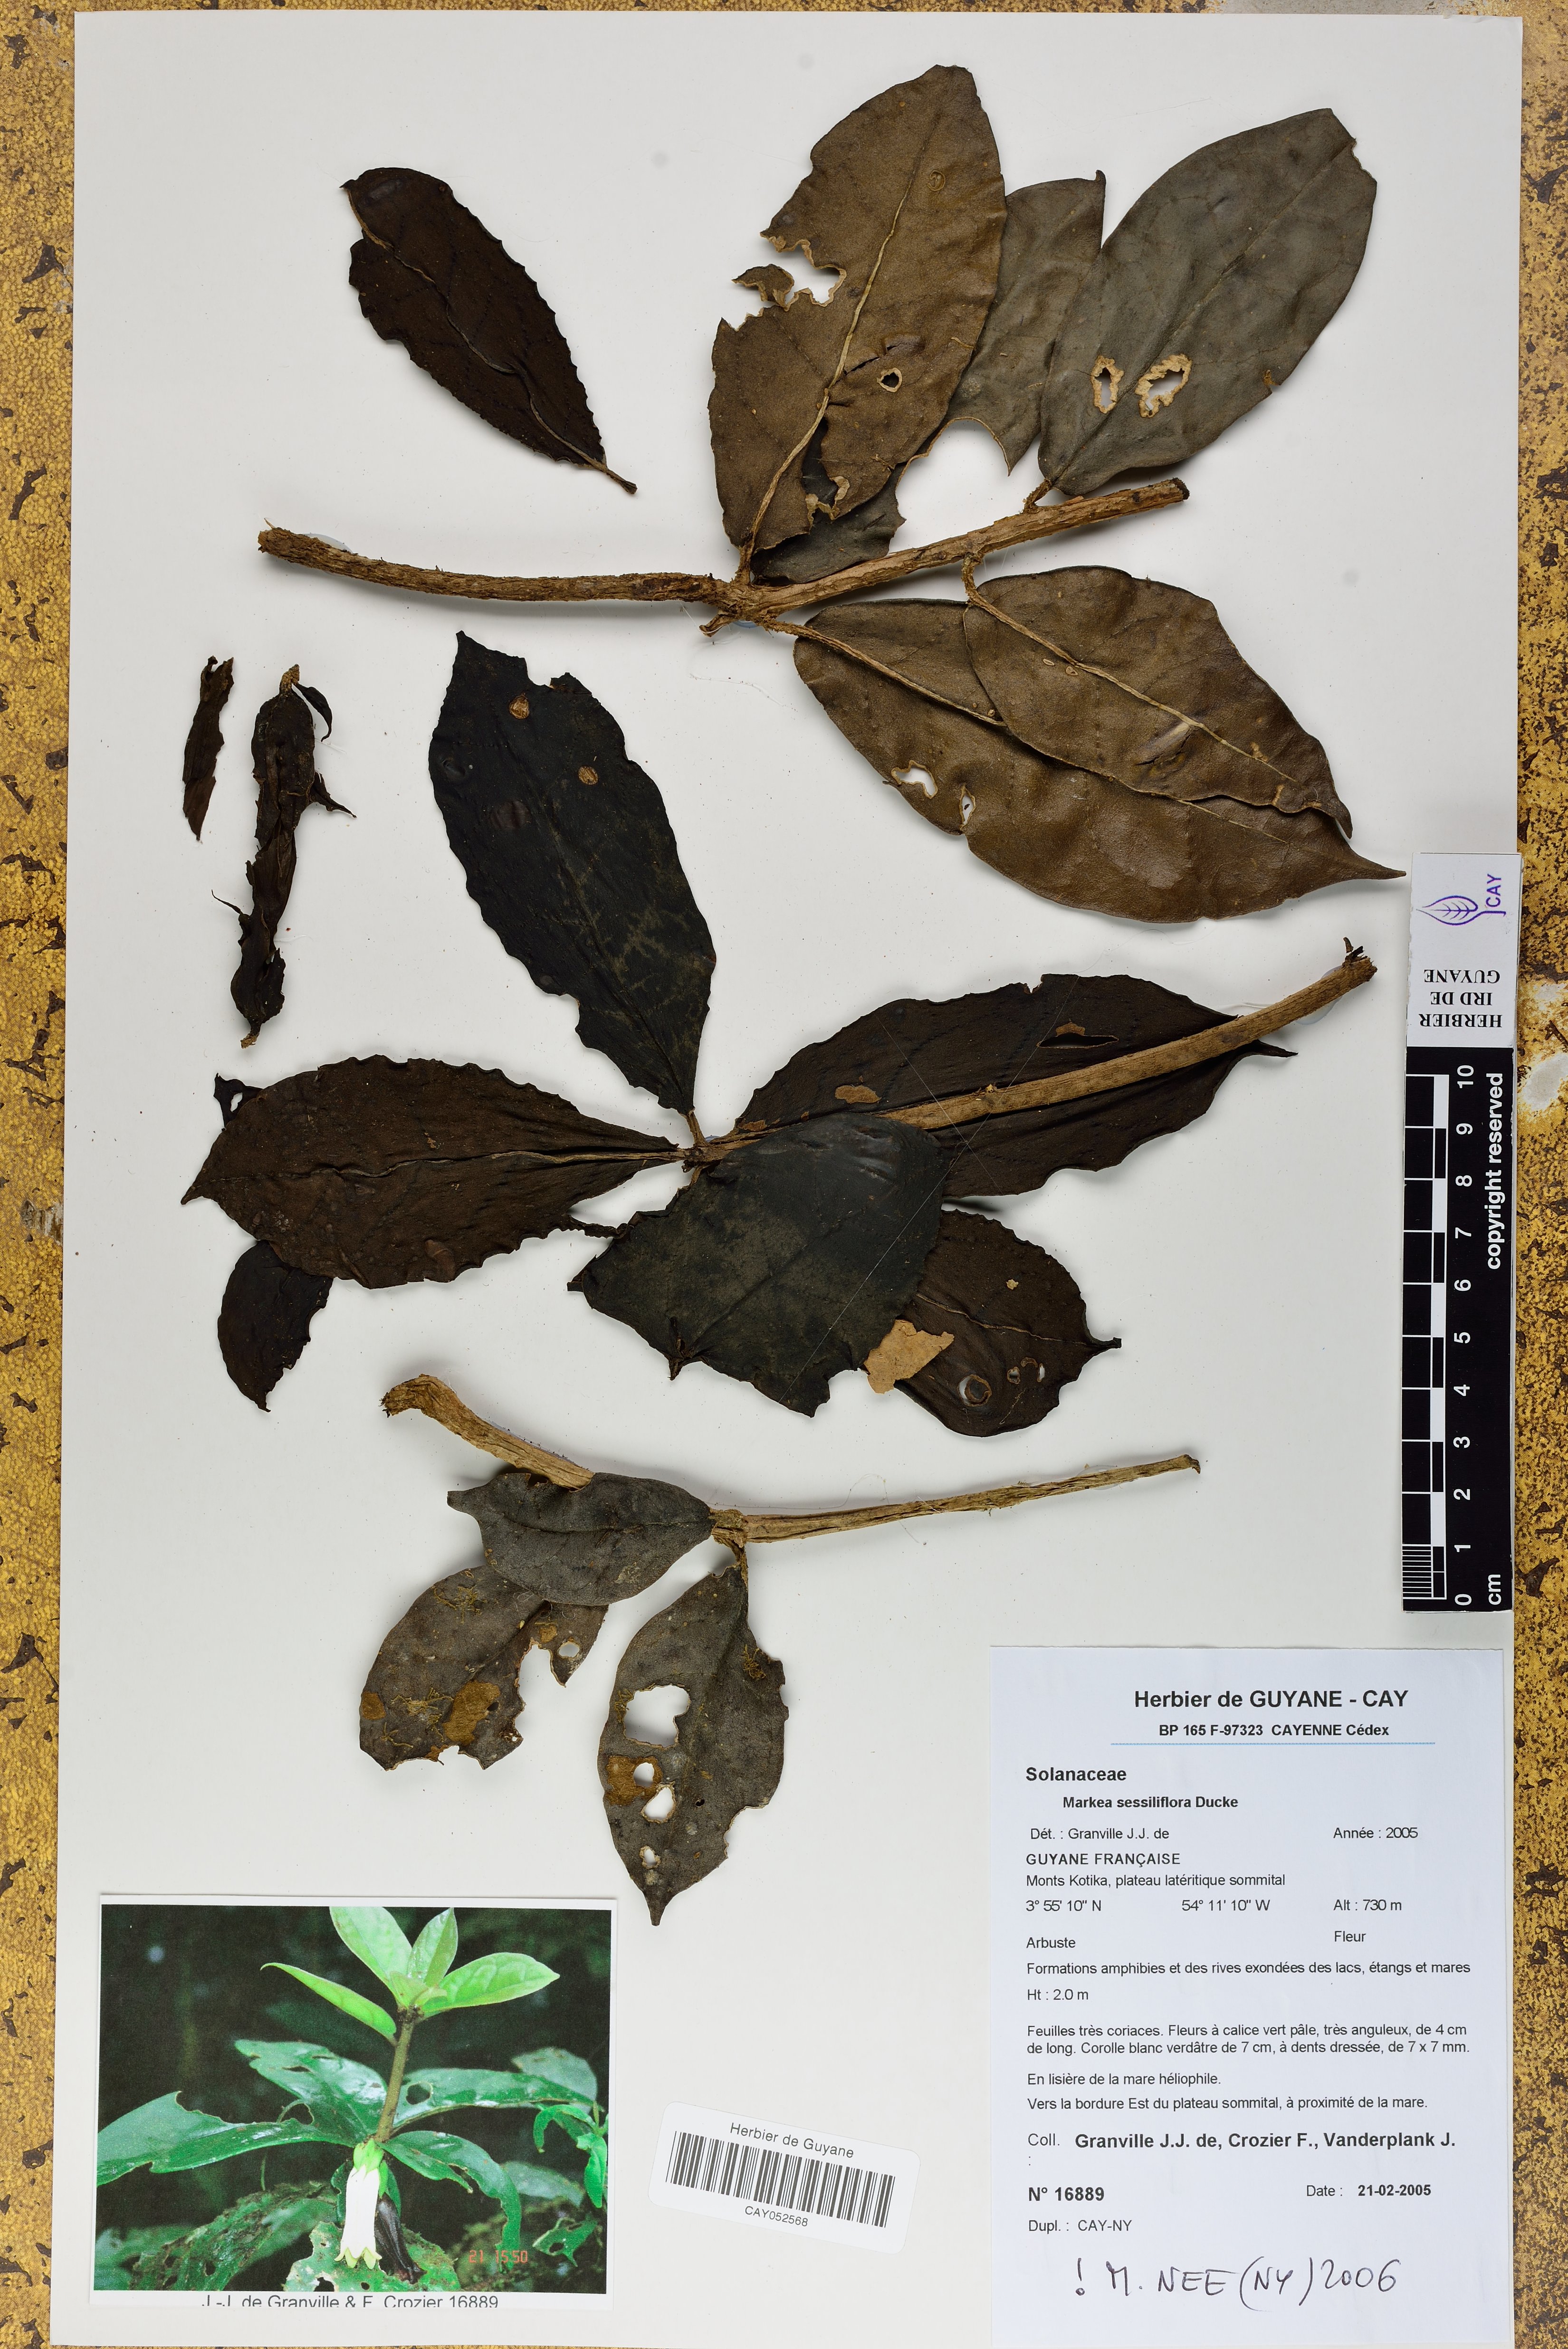 CAY
HERBIER
IRD DE
GUYANE
10
9
8
7
6
5
4
3
2
1
0
cm
copyright reserved
Herbier de GUYANE - CAY
BP 165 F-97323 CAYENNE Cédex
Solanaceae
Markea sessiliflora Ducke
Dét. : Granville J.J. de Année : 2005
GUYANE FRANÇAISE
Monts Kotika, plateau latéritique sommital
3° 55' 10" N 54° 11' 10" W Alt : 730 m
Arbuste Fleur
Formations amphibies et des rives exondées des lacs, étangs et mares
Ht : 2.0 m
Feuilles très coriaces. Fleurs à calice vert pâle, très anguleux, de 4 cm
de long. Corolle blanc verdâtre de 7 cm, à dents dressée, de 7 x 7 mm.
En lisière de la mare héliophile.
Vers la bordure Est du plateau sommital, à proximité de la mare.
Coll. : Granville J.J. de, Crozier F., Vanderplank J.
N° 16889 Date : 21-02-2005
Dupl. : CAY-NY
! M. NEE (NY) 2006
Herbier de Guyane
CAY052568
21 15.50
J.-J. de Granville & F. Crozier 16889